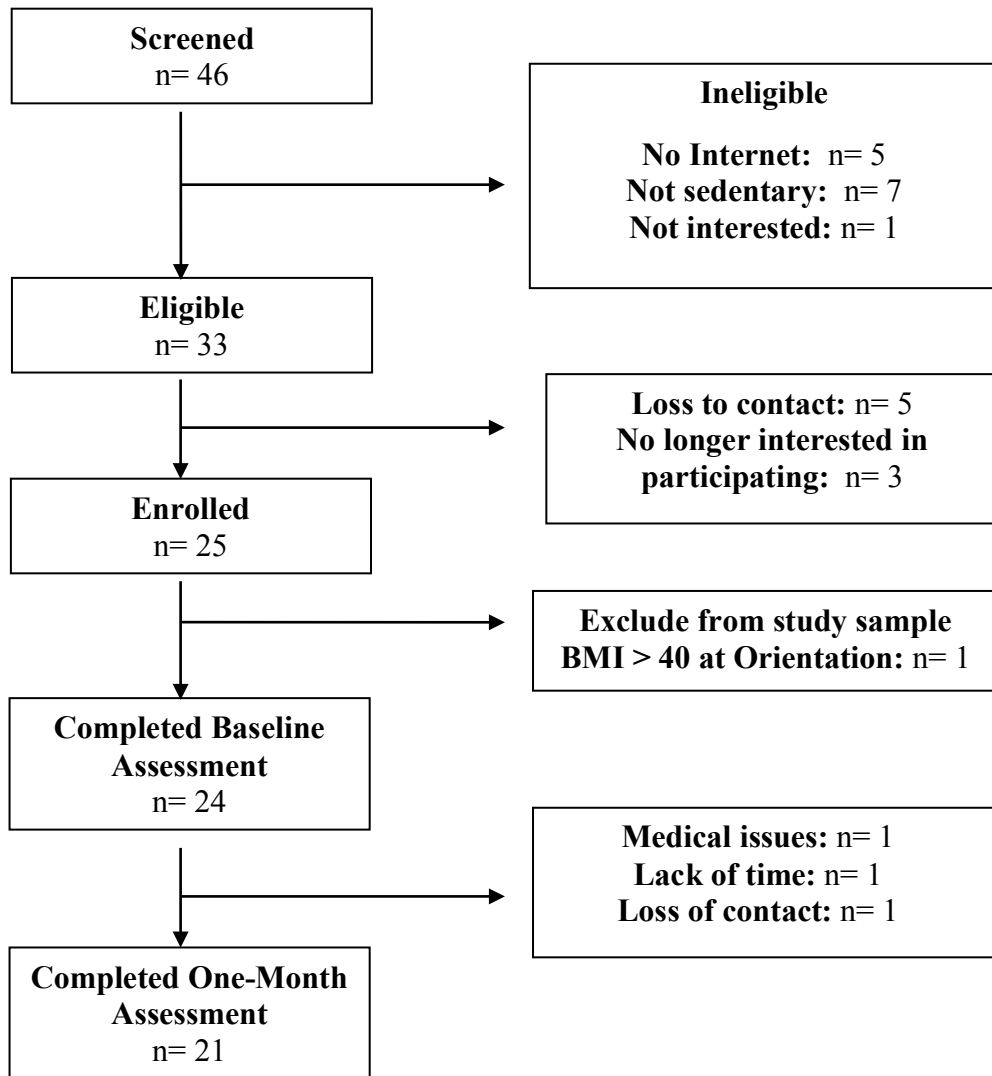 Screened
n= 46
Ineligible
No Internet: n= 5
Not sedentary: n= 7
Not interested: n= 1
Eligible
n= 33
Loss to contact: n= 5
No longer interested in
participating: n= 3
Enrolled
n= 25
Exclude from study sample
BMI > 40 at Orientation: n= 1
Completed Baseline
Assessment
n= 24
Medical issues: n= 1
Lack of time: n= 1
Loss of contact: n= 1
Completed One-Month
Assessment
n= 21